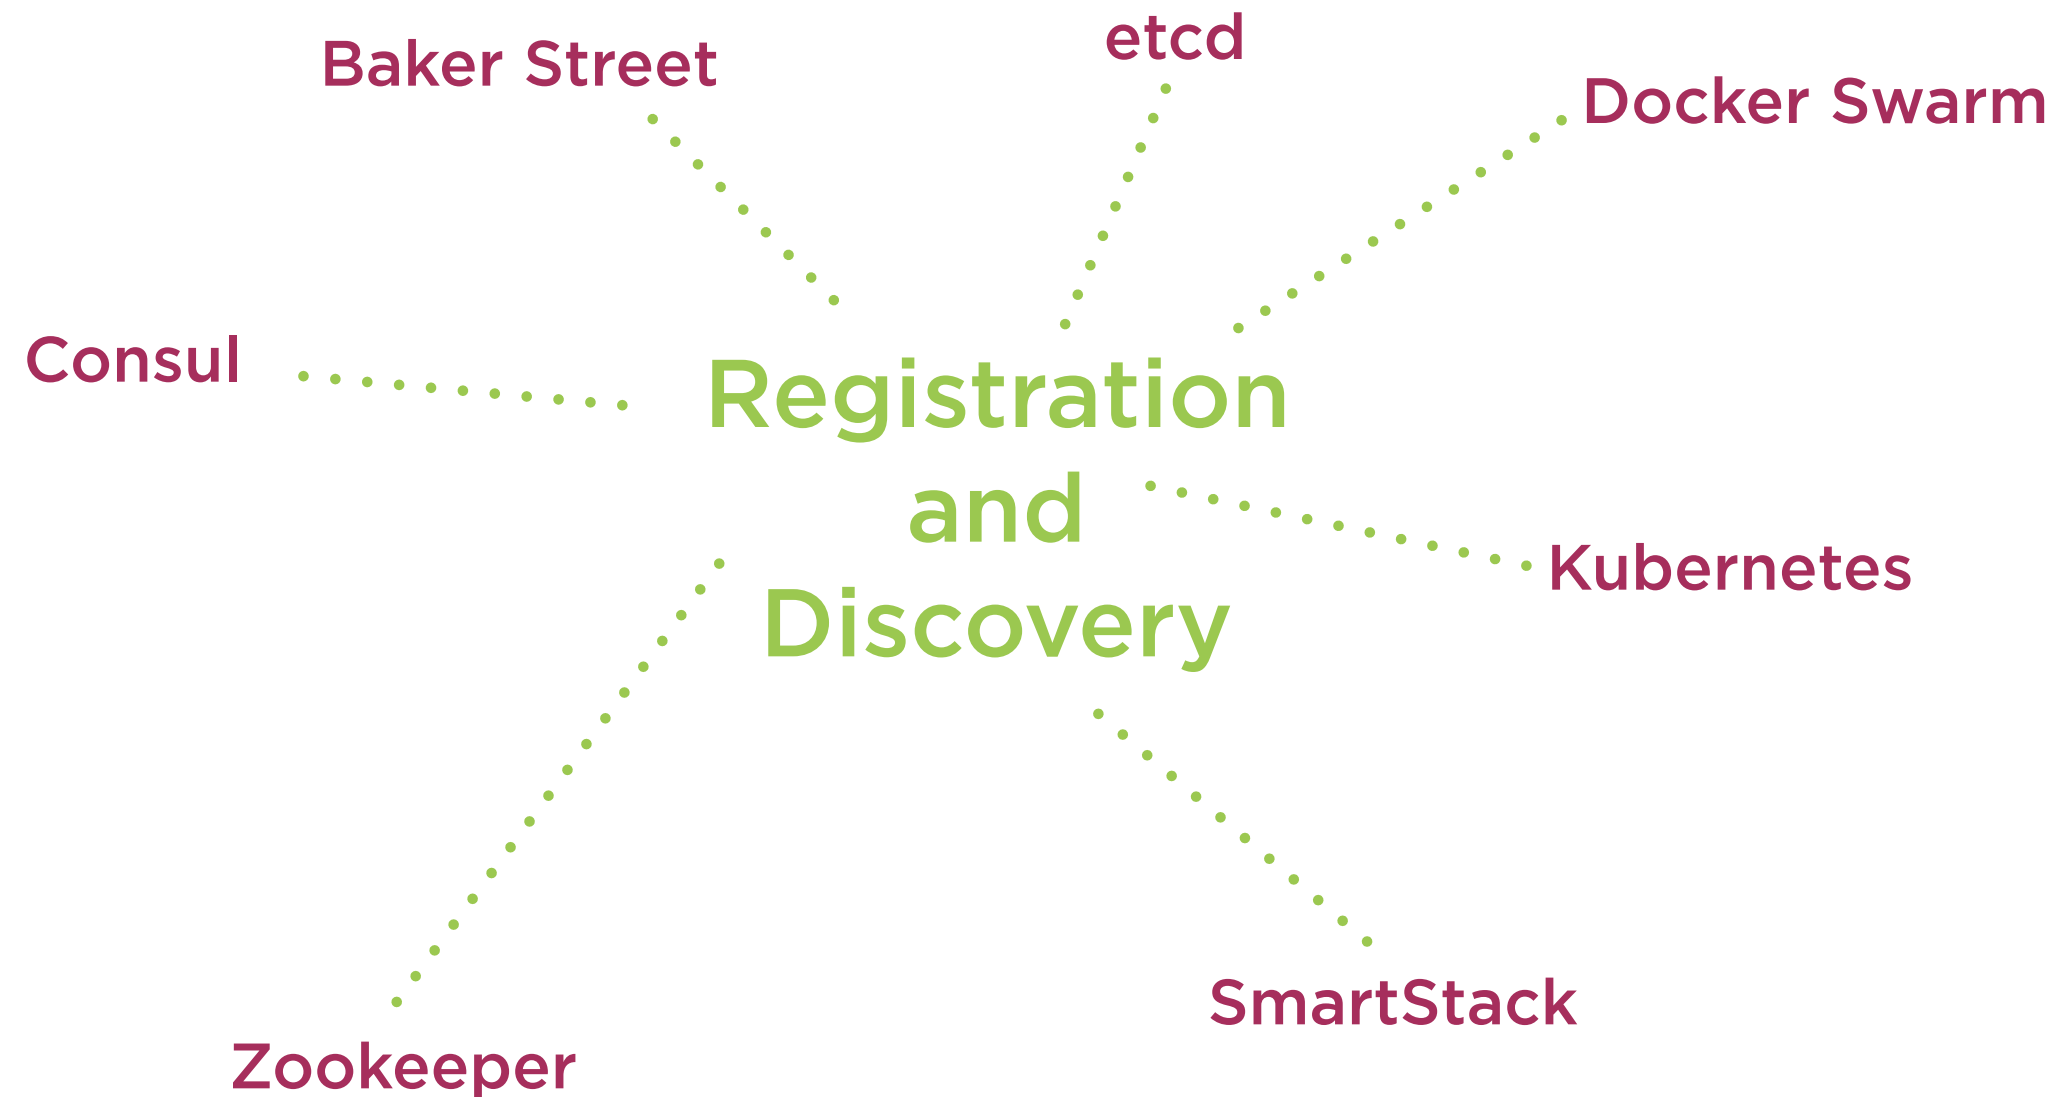 etcd
Baker Street
Docker Swarm
Consul
Registration
and
Discovery
Kubernetes
SmartStack
Zookeeper